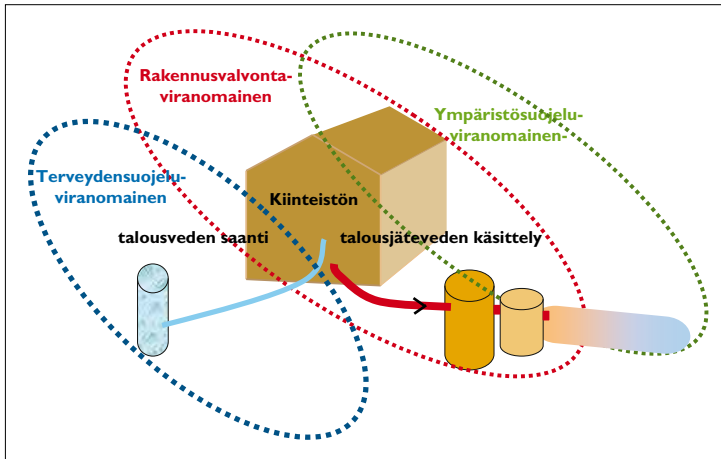 Rakennusvalvonta-
viranomainen
Ympäristösuojelu-
viranomainen-
Terveydensuojelu-
viranomainen
Kiinteistön
talousveden saanti
talousjäteveden käsittely